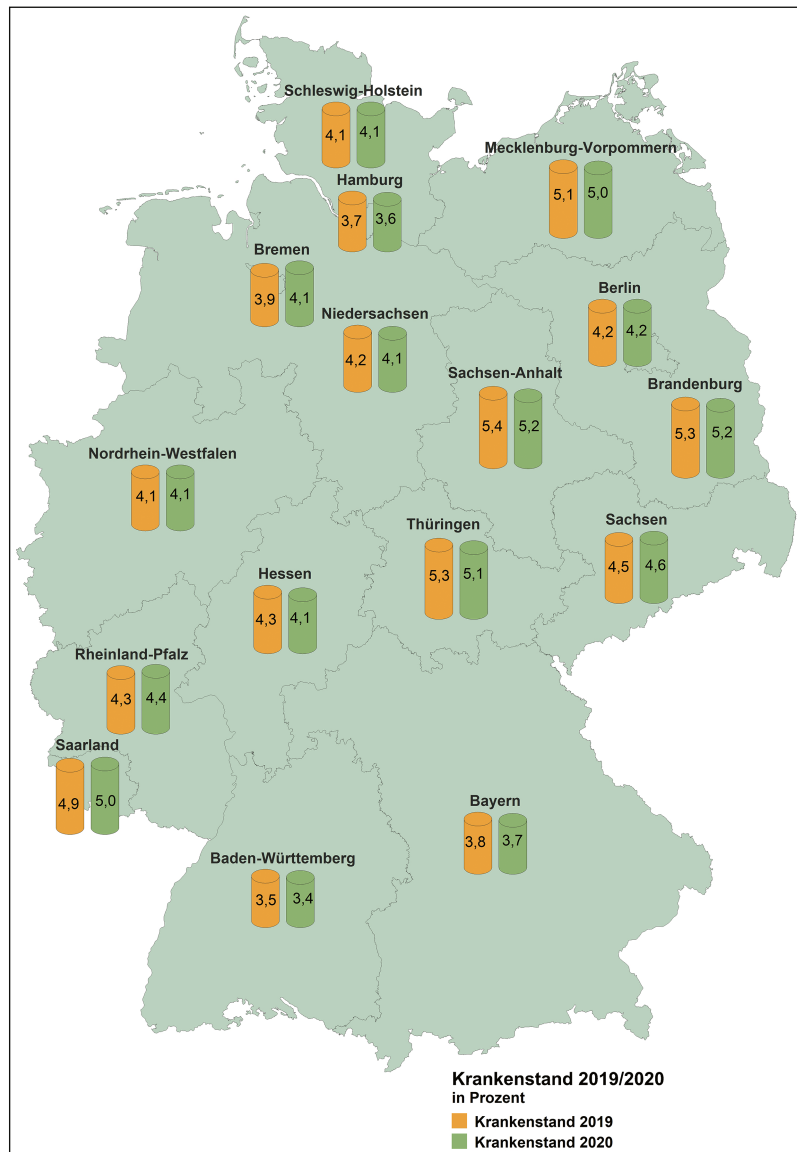 Schleswig-Holstein
4,1 4,1
Mecklenburg-Vorpommern
5,1 5,0
Hamburg
3,7 3,6
Bremen
3,9 4,1
Berlin
4,2 4,2
Niedersachsen
4,2 4,1
Sachsen-Anhalt
5,4 5,2
Brandenburg
5,3 5,2
Nordrhein-Westfalen
4,1 4,1
Thüringen
5,3 5,1
Sachsen
4,5 4,6
Hessen
4,3 4,1
Rheinland-Pfalz
4,3 4,4
Saarland
4,9 5,0
Bayern
3,8 3,7
Baden-Württemberg
3,5 3,4
Krankenstand 2019/2020
in Prozent
Krankenstand 2019
Krankenstand 2020